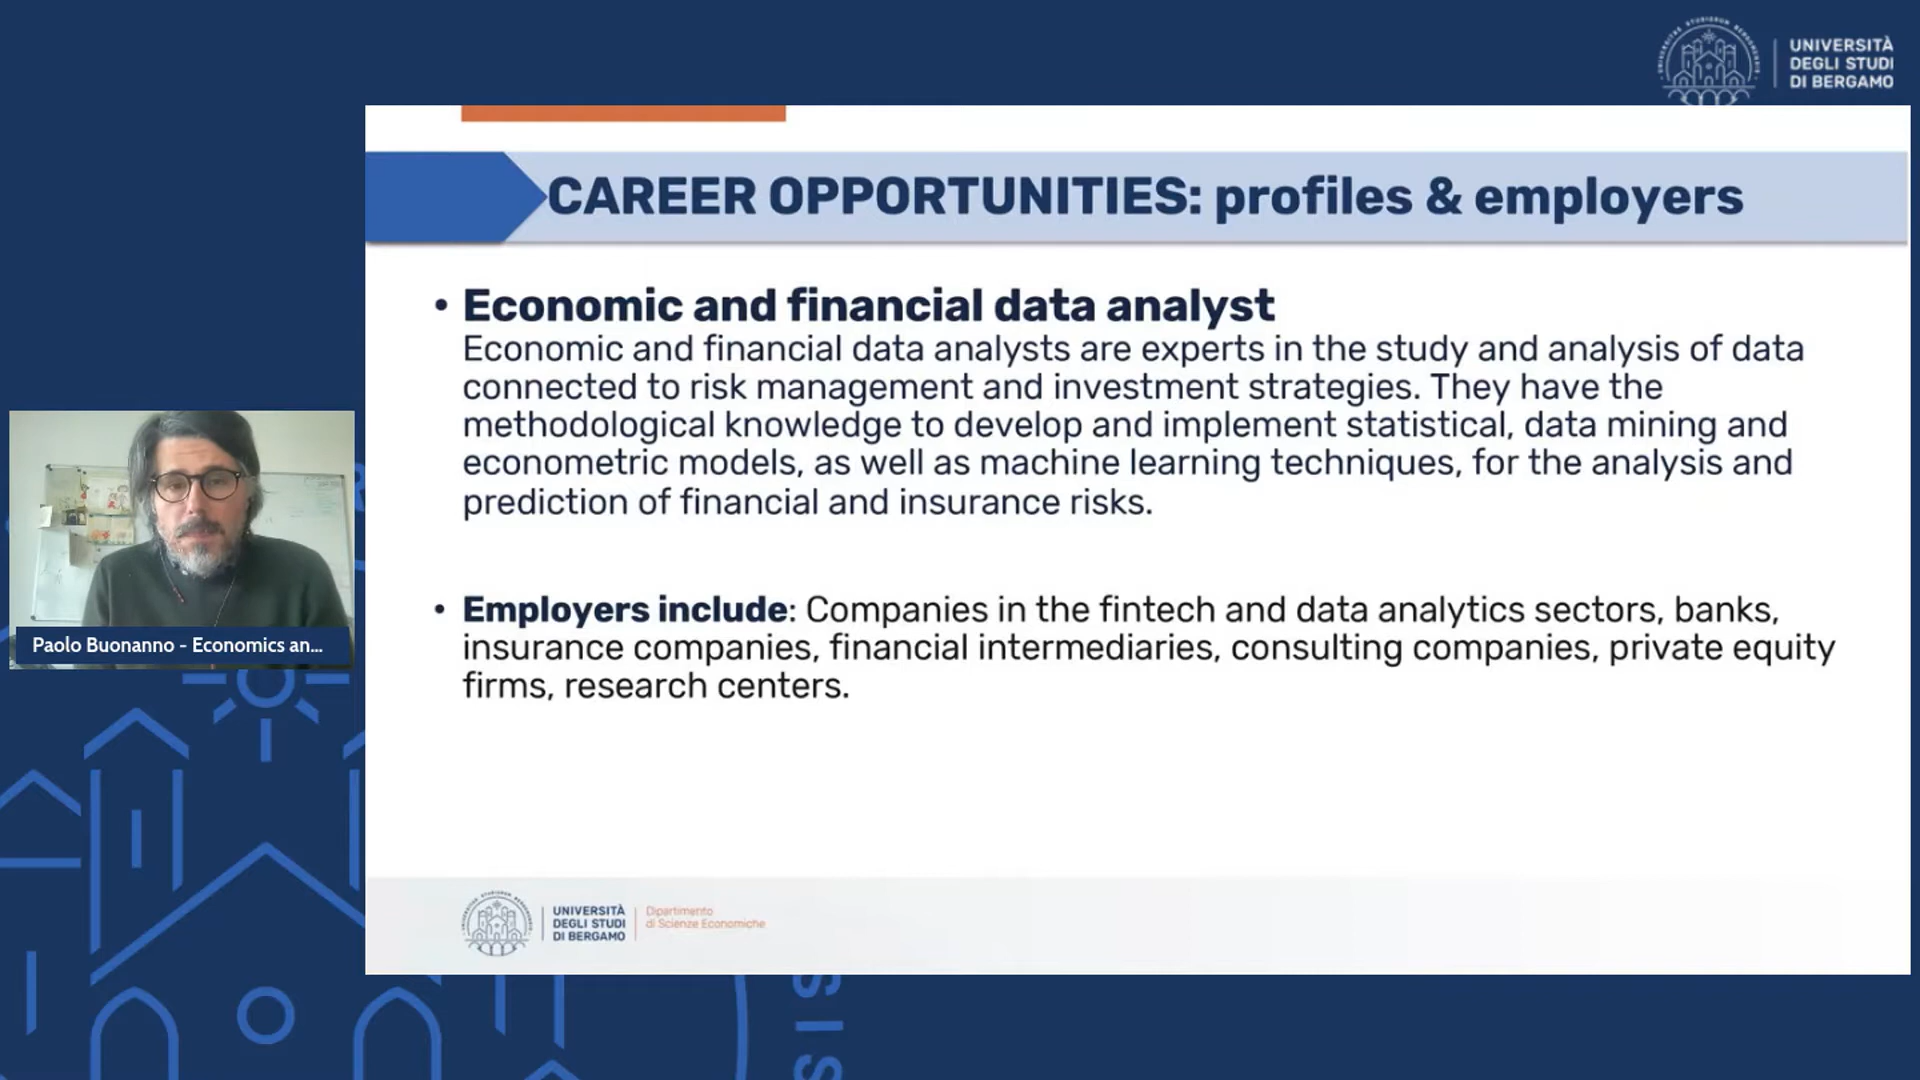 UNIVERSITÀ
DEGLI STUDI
DI BERGAMO
CAREER OPPORTUNITIES: profiles & employers
• Economic and financial data analyst
Economic and financial data analysts are experts in the study and analysis of data
connected to risk management and investment strategies. They have the
methodological knowledge to develop and implement statistical, data mining and
econometric models, as well as machine learning techniques, for the analysis and
prediction of financial and insurance risks.
• Employers include: Companies in the fintech and data analytics sectors, banks,
insurance companies, financial intermediaries, consulting companies, private equity
firms, research centers.
Paolo Buonanno - Economics an...
UNIVERSITÀ
DEGLI STUDI
DI BERGAMO
Dipartimento
di Scienze Economiche
SIS